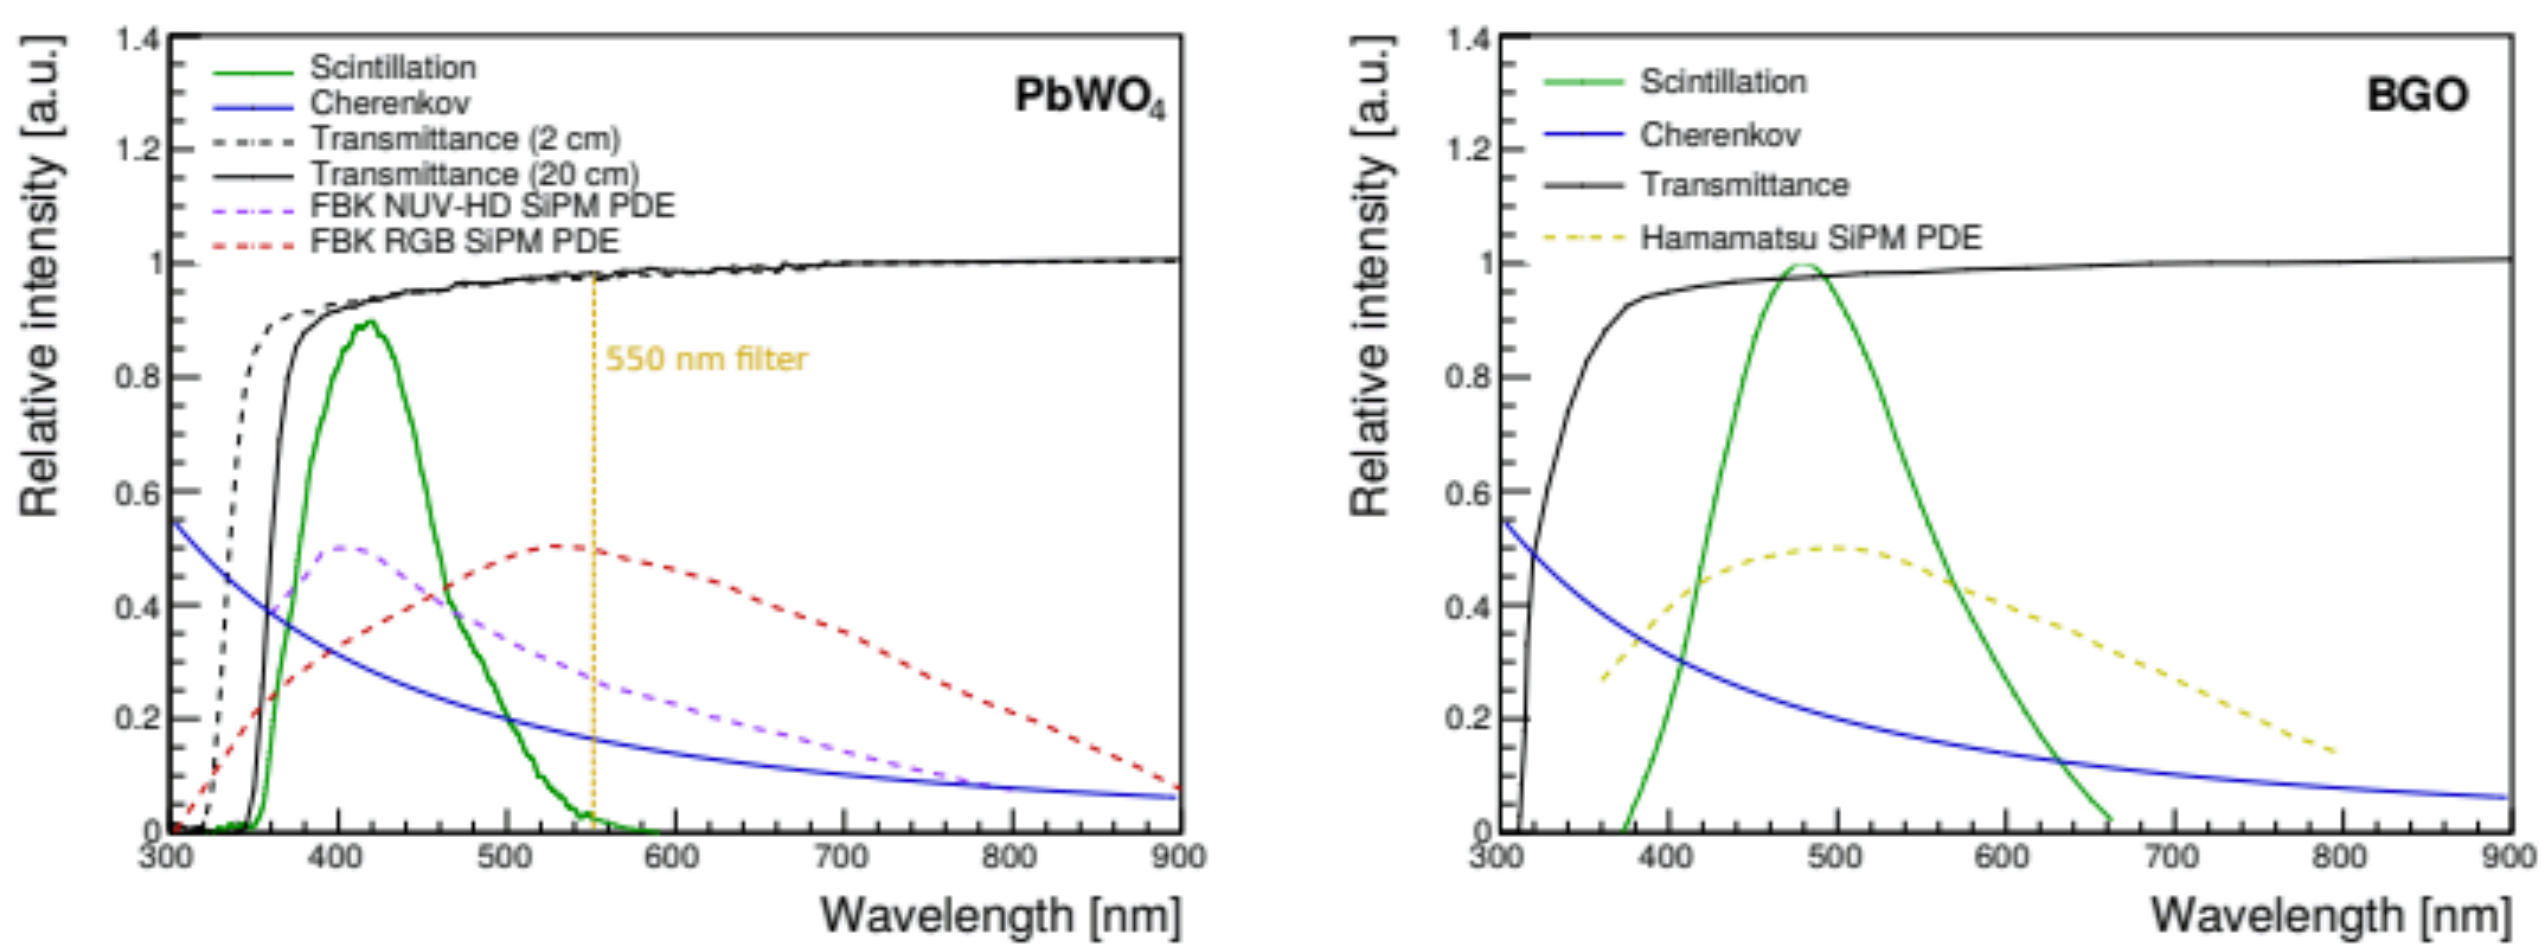 Relative intensity [a.u.]
1.4
1.2
1
0.8
0.6
0.4
0.2
0
Scintillation
Cherenkov
Transmittance (2 cm)
Transmittance (20 cm)
FBK NUV-HD SiPM PDE
FBK RGB SiPM PDE
PbWO₄
550 nm filter
300 400 500 600 700 800 900
Wavelength [nm]
Relative intensity [a.u.]
1.4
1.2
1
0.8
0.6
0.4
0.2
0
Scintillation
Cherenkov
Transmittance
Hamamatsu SiPM PDE
BGO
300 400 500 600 700 800 900
Wavelength [nm]